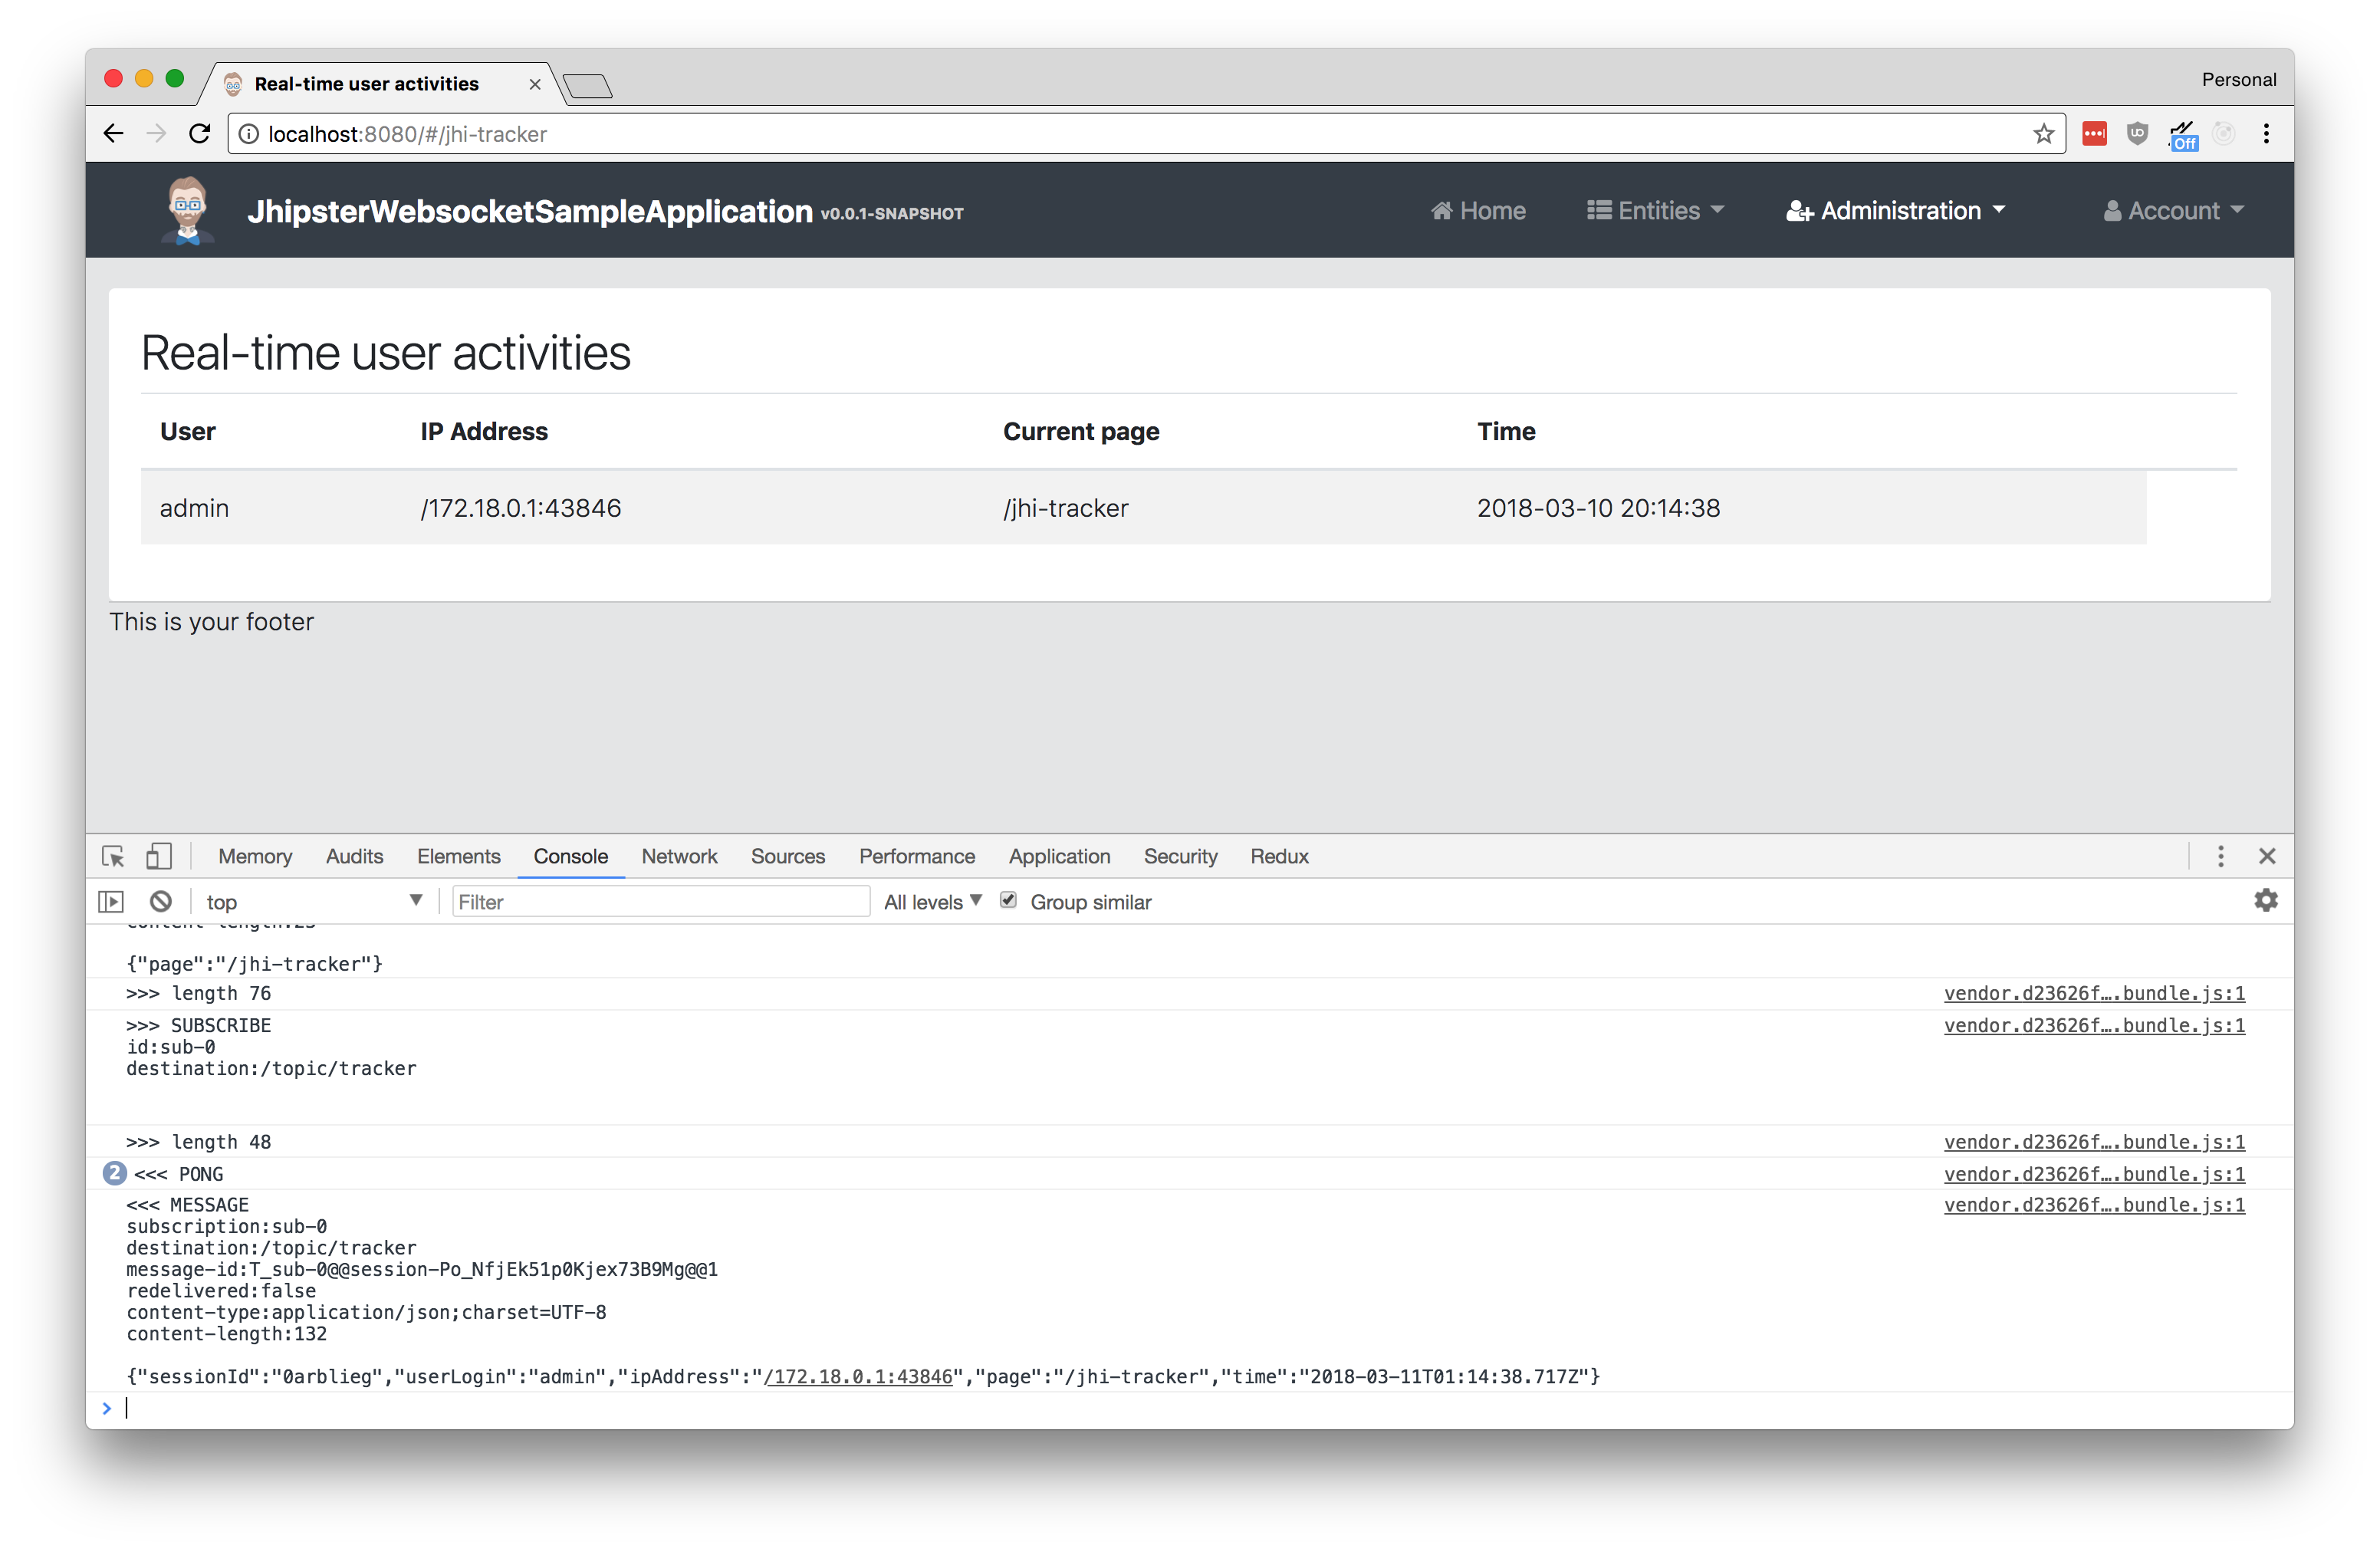 Real-time user activities
Personal
localhost:8080/#/jhi-tracker
Off
JhipsterWebsocketSampleApplication v0.0.1-SNAPSHOT
Home Entities Administration Account
Real-time user activities
User IP Address Current page Time
admin /172.18.0.1:43846 /jhi-tracker 2018-03-10 20:14:38
This is your footer
Memory Audits Elements Console Network Sources Performance Application Security Redux
top Filter All levels Group similar
{"page":"/jhi-tracker"}
>>> length 76 vendor.d23626f….bundle.js:1
>>> SUBSCRIBE vendor.d23626f….bundle.js:1
id:sub-0
destination:/topic/tracker
>>> length 48 vendor.d23626f….bundle.js:1
2 <<< PONG vendor.d23626f….bundle.js:1
<<< MESSAGE vendor.d23626f….bundle.js:1
subscription:sub-0
destination:/topic/tracker
message-id:T_sub-0@@session-Po_NfjEk51p0Kjex73B9Mg@@1
redelivered:false
content-type:application/json;charset=UTF-8
content-length:132
{"sessionId":"0arblieg","userLogin":"admin","ipAddress":"/172.18.0.1:43846","page":"/jhi-tracker","time":"2018-03-11T01:14:38.717Z"}
>